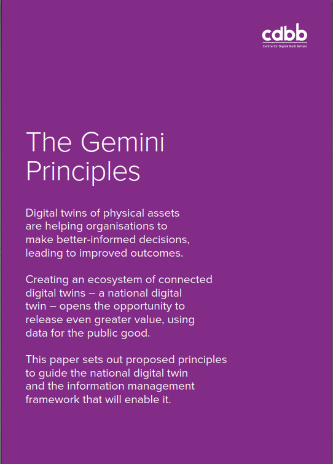 cdbb
Centre for Digital Built Britain
The Gemini
Principles
Digital twins of physical assets
are helping organisations to
make better-informed decisions,
leading to improved outcomes.
Creating an ecosystem of connected
digital twins – a national digital
twin – opens the opportunity to
release even greater value, using
data for the public good.
This paper sets out proposed principles
to guide the national digital twin
and the information management
framework that will enable it.